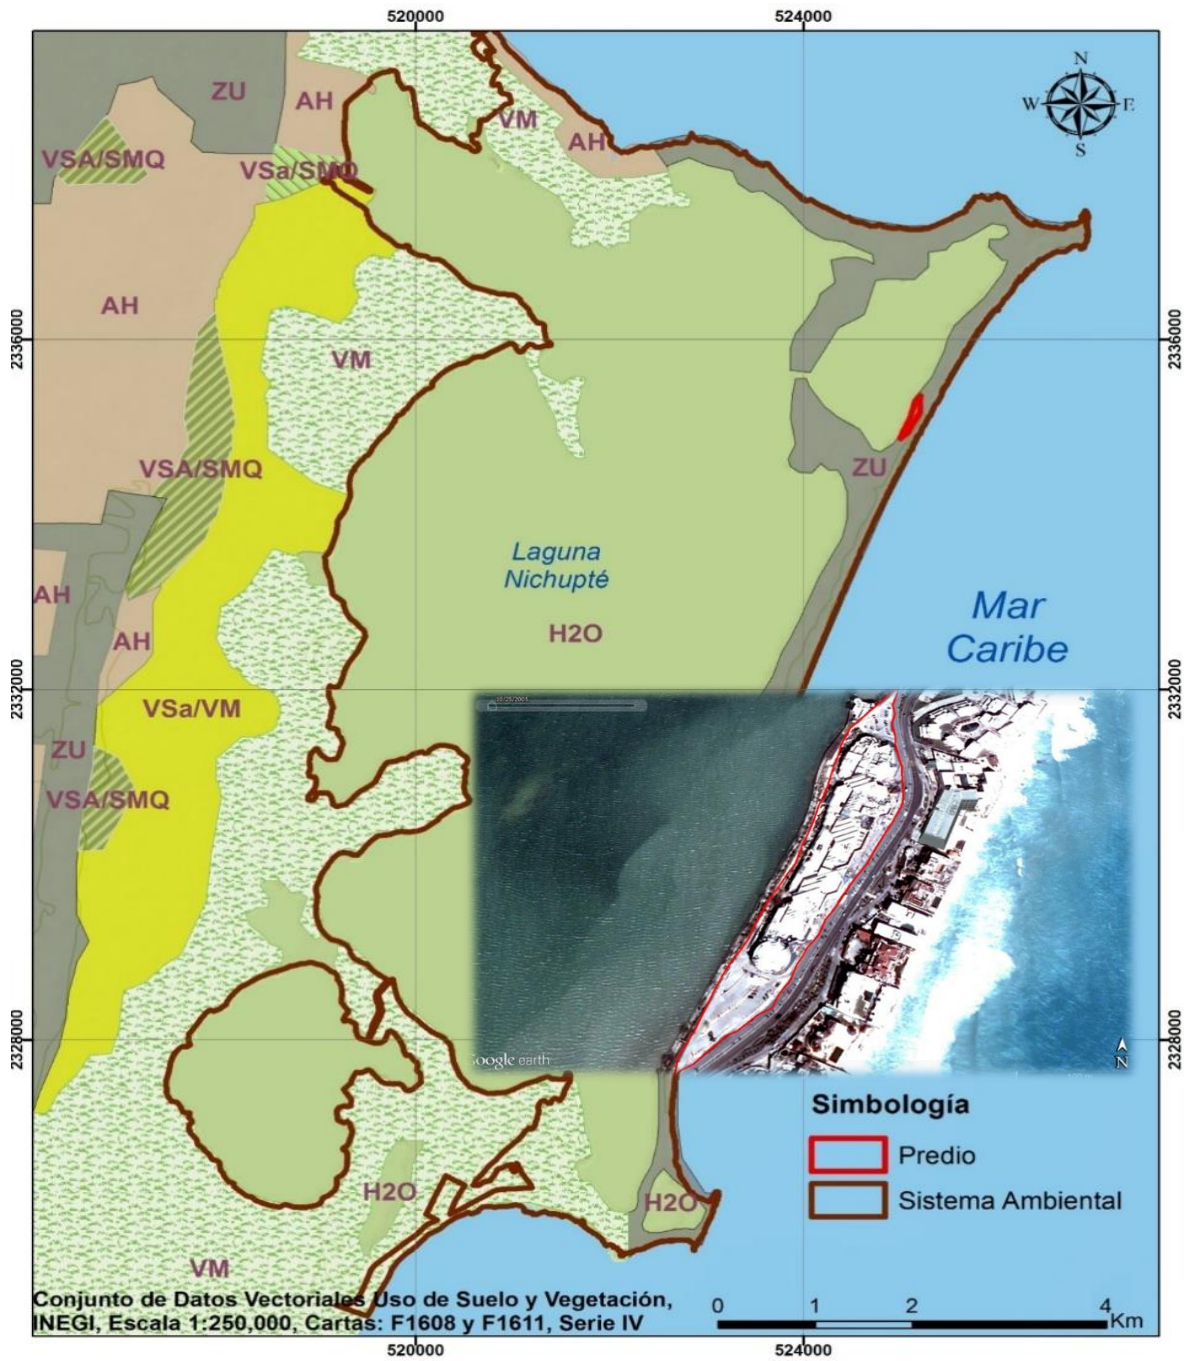 520000
524000
N
W
E
S
ZU
AH
VM
AH
VSA/SMQ
VSa/SMQ
AH
2336000
2336000
VM
VSA/SMQ
ZU
Laguna
Nichupté
AH
H2O
Mar
Caribe
AH
2332000
2332000
VSa/VM
ZU
VSA/SMQ
2328000
2328000
oogle earth
N
Simbología
Predio
Sistema Ambiental
H2O
H2O
VM
Conjunto de Datos Vectoriales Uso de Suelo y Vegetación,
INEGI, Escala 1:250,000, Cartas: F1608 y F1611, Serie IV
0
1
2
4
Km
520000
524000